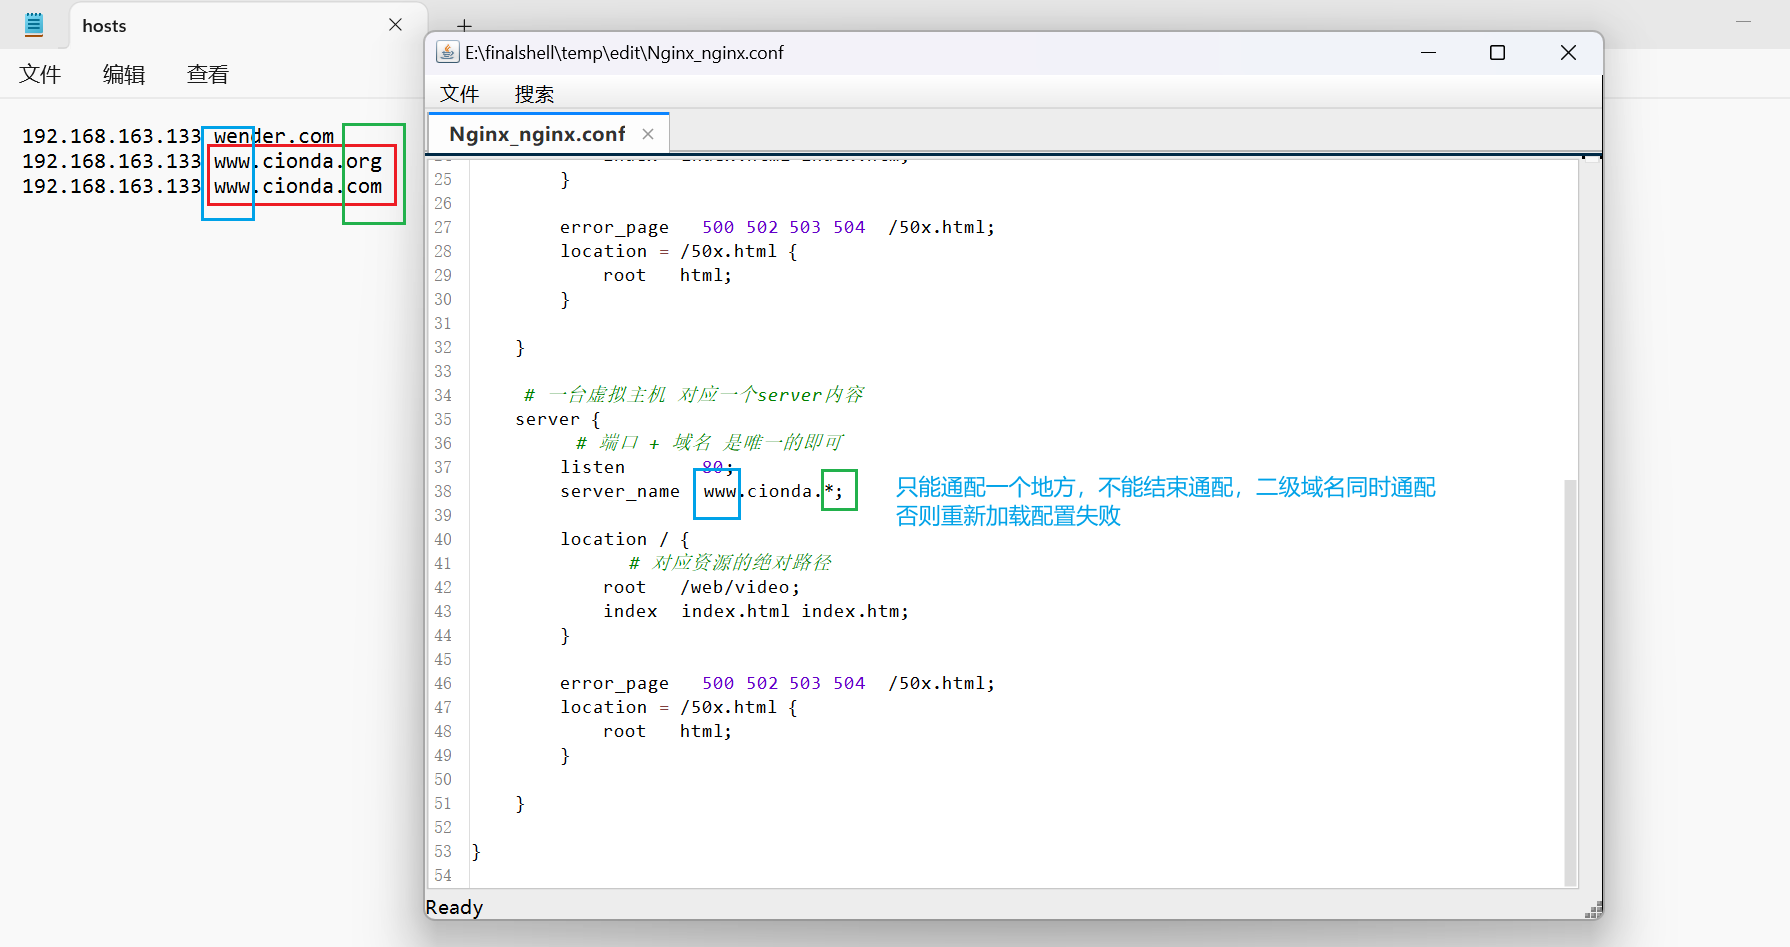 hosts
文件 编辑 查看
192.168.163.133 wender.com
192.168.163.133 www.cionda.org
192.168.163.133 www.cionda.com
E:\finalshell\temp\edit\Nginx_nginx.conf
文件 搜索
Nginx_nginx.conf
index index.html index.htm;
25 }
26
27 error_page 500 502 503 504 /50x.html;
28 location = /50x.html {
29 root html;
30 }
31
32 }
33
34 # 一台虚拟主机 对应一个server内容
35 server {
36 # 端口 + 域名 是唯一的即可
37 listen 80;
38 server_name www.cionda.*;
只能通配一个地方，不能结束通配，二级域名同时通配
否则重新加载配置失败
39
40 location / {
41 # 对应资源的绝对路径
42 root /web/video;
43 index index.html index.htm;
44 }
45
46 error_page 500 502 503 504 /50x.html;
47 location = /50x.html {
48 root html;
49 }
50
51 }
52
53 }
54
Ready